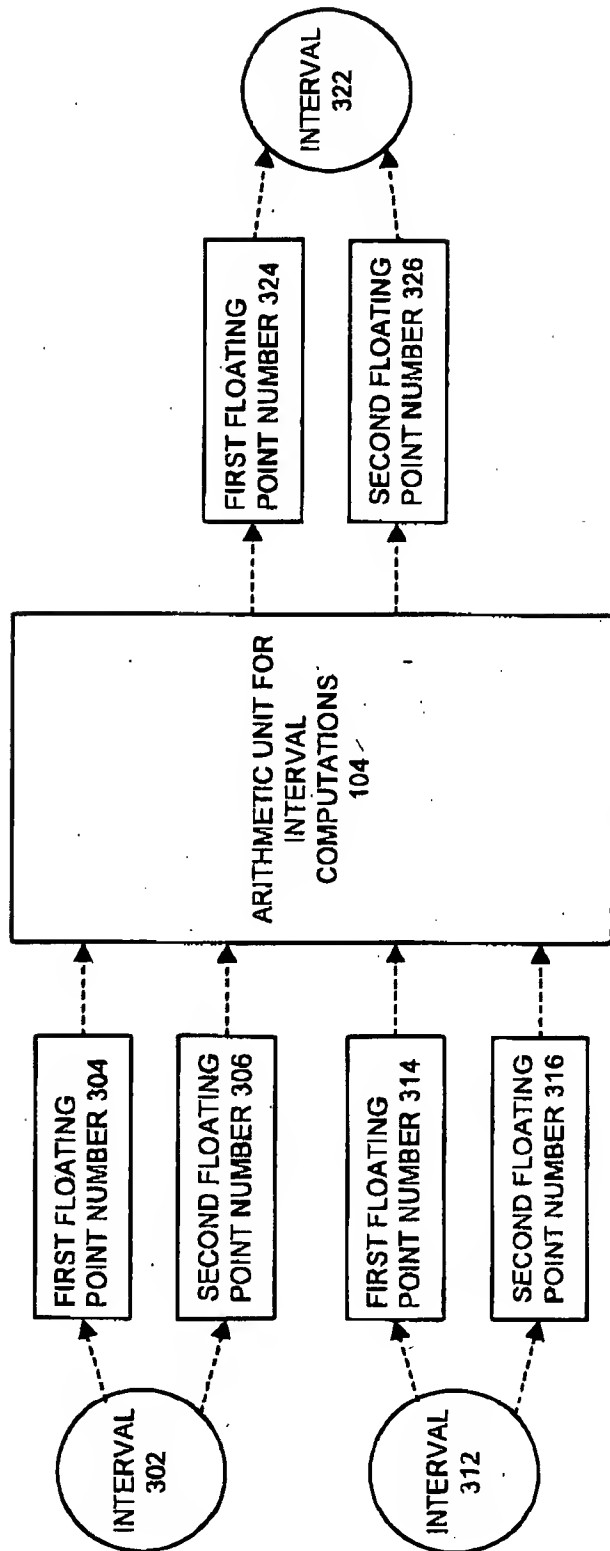 INTERVAL
302
FIRST FLOATING
POINT NUMBER 304
SECOND FLOATING
POINT NUMBER 306
INTERVAL
312
FIRST FLOATING
POINT NUMBER 314
SECOND FLOATING
POINT NUMBER 316
ARITHMETIC UNIT FOR
INTERVAL
COMPUTATIONS
104
FIRST FLOATING
POINT NUMBER 324
SECOND FLOATING
POINT NUMBER 326
INTERVAL
322